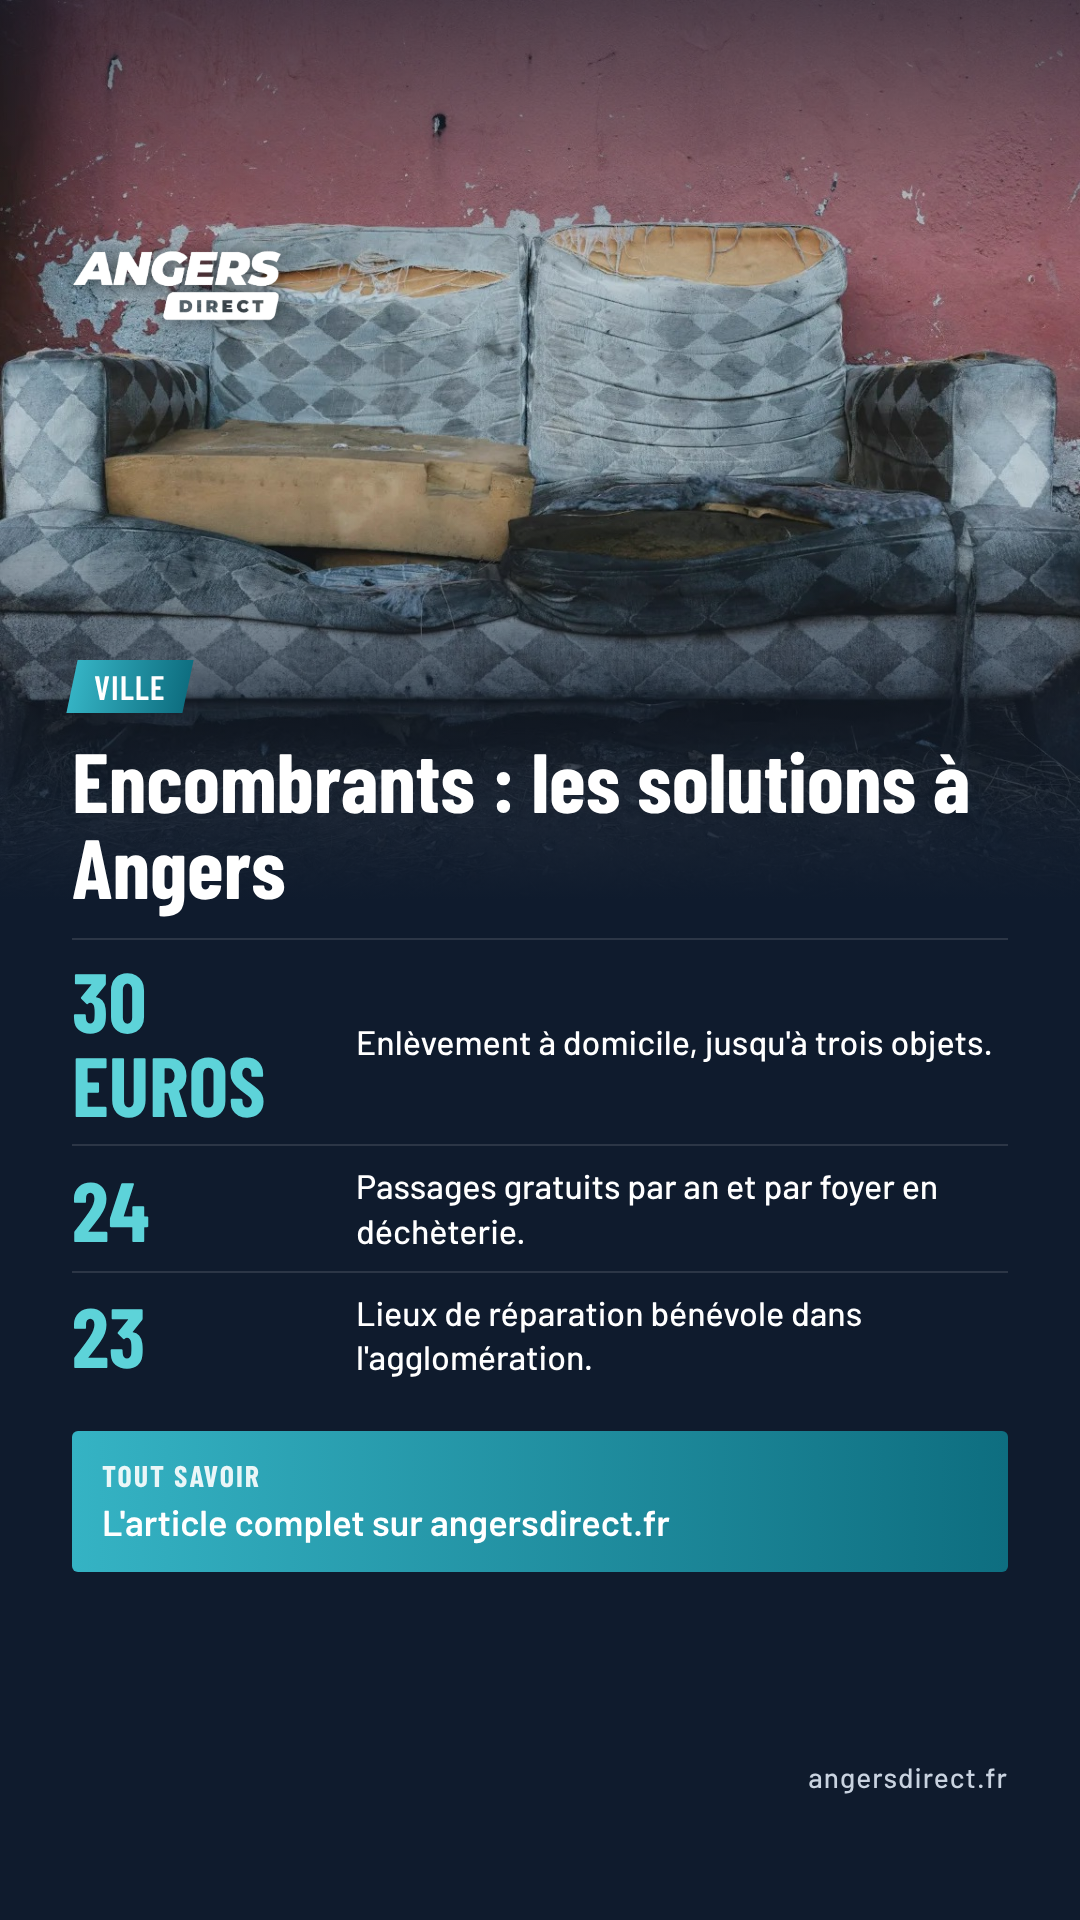 ANGERS
DIRECT
VILLE
Encombrants : les solutions à
Angers
30
EUROS
Enlèvement à domicile, jusqu'à trois objets.
24
Passages gratuits par an et par foyer en
déchèterie.
23
Lieux de réparation bénévole dans
l'agglomération.
TOUT SAVOIR
L'article complet sur angersdirect.fr
angersdirect.fr